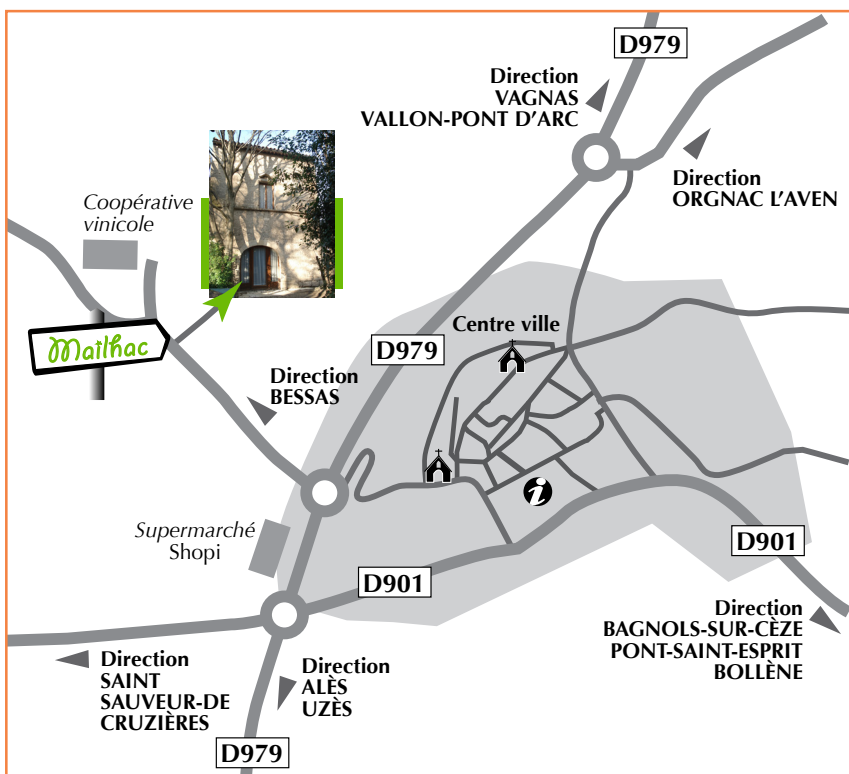 D979
Direction
VAGNAS
VALLON-PONT D'ARC
Direction
ORGNAC L'AVEN
Coopérative
vinicole
Mailhac
Centre ville
D979
Direction
BESSAS
Supermarché
Shopi
D901
D901
Direction
BAGNOLS-SUR-CÈZE
PONT-SAINT-ESPRIT
BOLLÈNE
Direction
SAINT
SAUVEUR-DE
CRUZIÈRES
Direction
ALÈS
UZÈS
D979
i